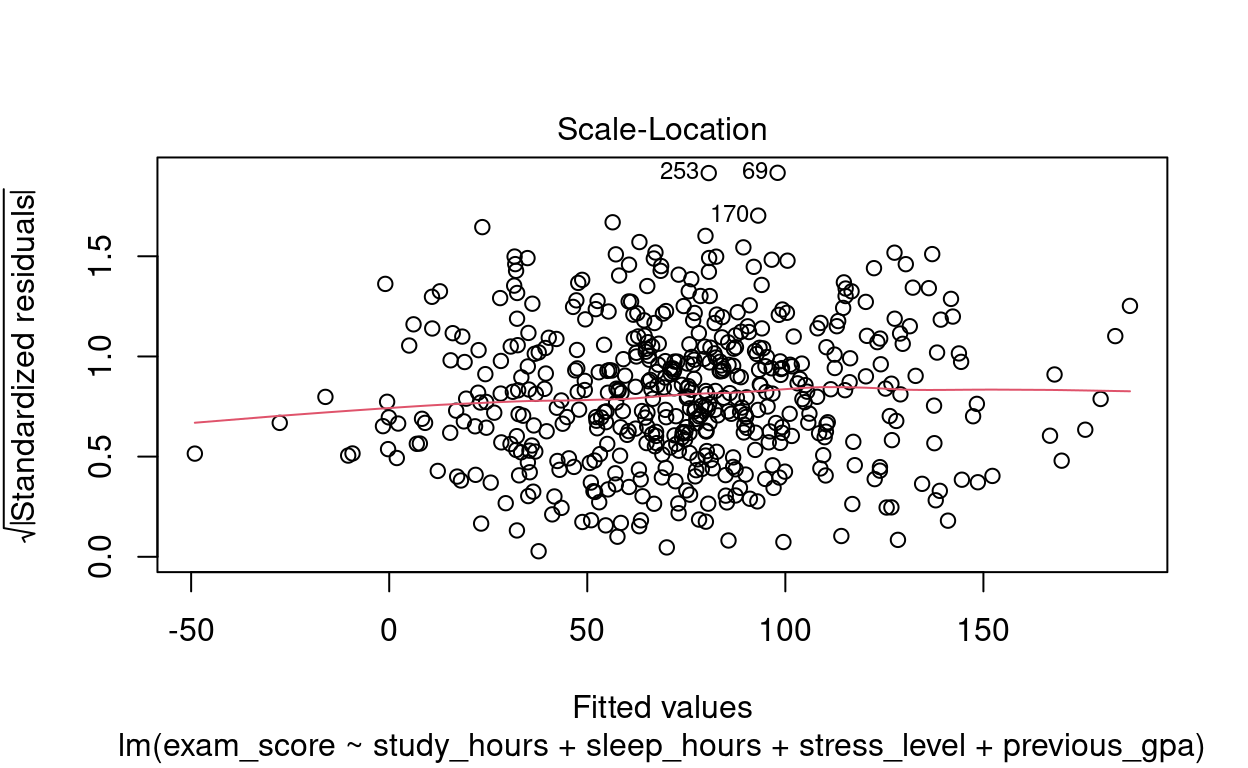 Scale-Location
√|Standardized residuals|
1.5
1.0
0.5
0.0
253
69
170
-50 0 50 100 150
Fitted values
lm(exam_score ~ study_hours + sleep_hours + stress_level + previous_gpa)